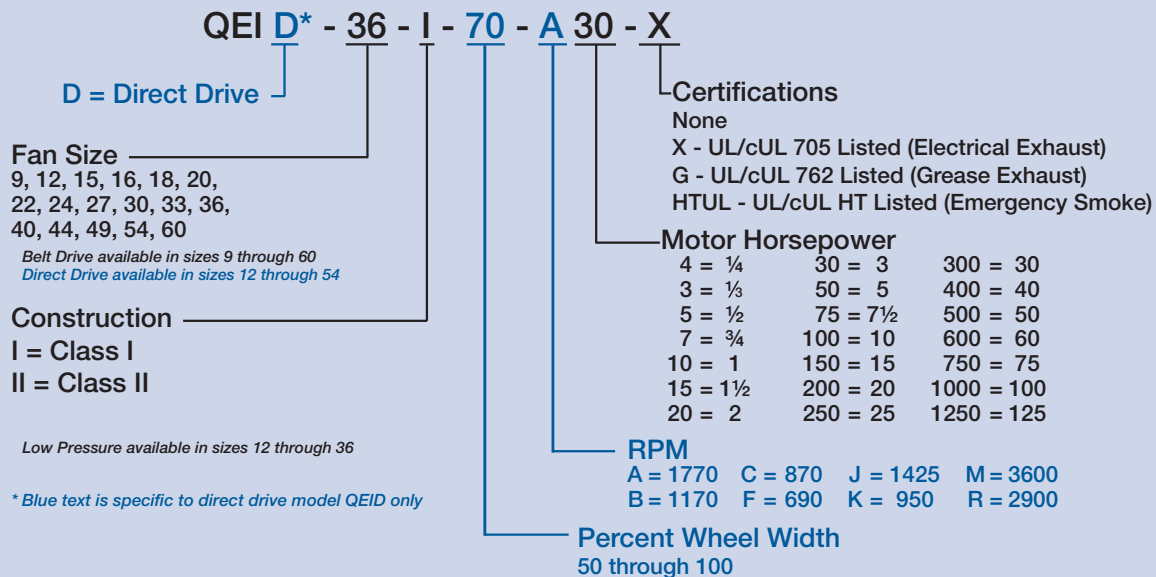 QEI D* - 36 - I - 70 - A 30 - X
D = Direct Drive
Fan Size
9, 12, 15, 16, 18, 20,
22, 24, 27, 30, 33, 36,
40, 44, 49, 54, 60
Belt Drive available in sizes 9 through 60
Direct Drive available in sizes 12 through 54
Construction
I = Class I
II = Class II
Low Pressure available in sizes 12 through 36
* Blue text is specific to direct drive model QEID only
Certifications
None
X - UL/cUL 705 Listed (Electrical Exhaust)
G - UL/cUL 762 Listed (Grease Exhaust)
HTUL - UL/cUL HT Listed (Emergency Smoke)
Motor Horsepower
4 = ¼ 30 = 3 300 = 30
3 = ⅓ 50 = 5 400 = 40
5 = ½ 75 = 7½ 500 = 50
7 = ¾ 100 = 10 600 = 60
10 = 1 150 = 15 750 = 75
15 = 1½ 200 = 20 1000 = 100
20 = 2 250 = 25 1250 = 125
RPM
A = 1770 C = 870 J = 1425 M = 3600
B = 1170 F = 690 K = 950 R = 2900
Percent Wheel Width
50 through 100